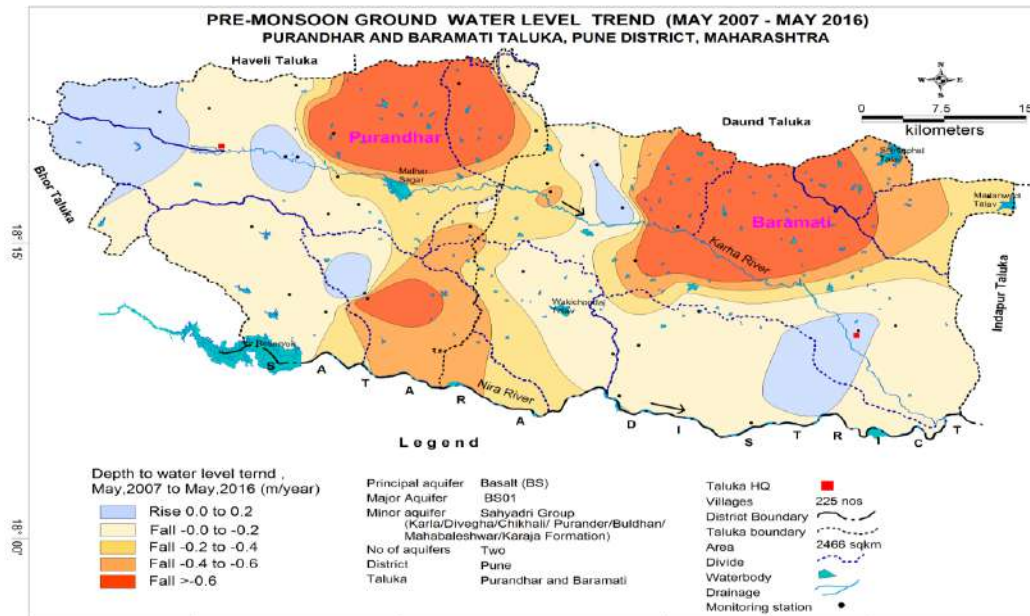 PRE-MONSOON GROUND WATER LEVEL TREND (MAY 2007 - MAY 2016)
PURANDHAR AND BARAMATI TALUKA, PUNE DISTRICT, MAHARASHTRA
Haveli Taluka
N
W E
S
0 7.5 15
kilometers
Daund Taluka
Purandhar
Bhor Taluka
Malhar
Sagar
Baramati
Karha River
18°15'
Indapur Taluka
Nira River
S A T A R A D I S T R I C T
Legend
Depth to water level ternd ,
May,2007 to May,2016 (m/year)
Rise 0.0 to 0.2
Fall -0.0 to -0.2
Fall -0.2 to -0.4
Fall -0.4 to -0.6
Fall >-0.6
Principal aquifer Basalt (BS)
Major Aquifer BS01
Minor aquifer Sahyadri Group
(Karla/Divegha/Chikhali/ Purander/Buldhan/
Mahabaleshwar/Karaja Formation)
No of aquifers Two
District Pune
Taluka Purandhar and Baramati
Taluka HQ
Villages 225 nos
District Boundary
Taluka boundary
Area 2466 sqkm
Divide
Waterbody
Drainage
Monitoring station